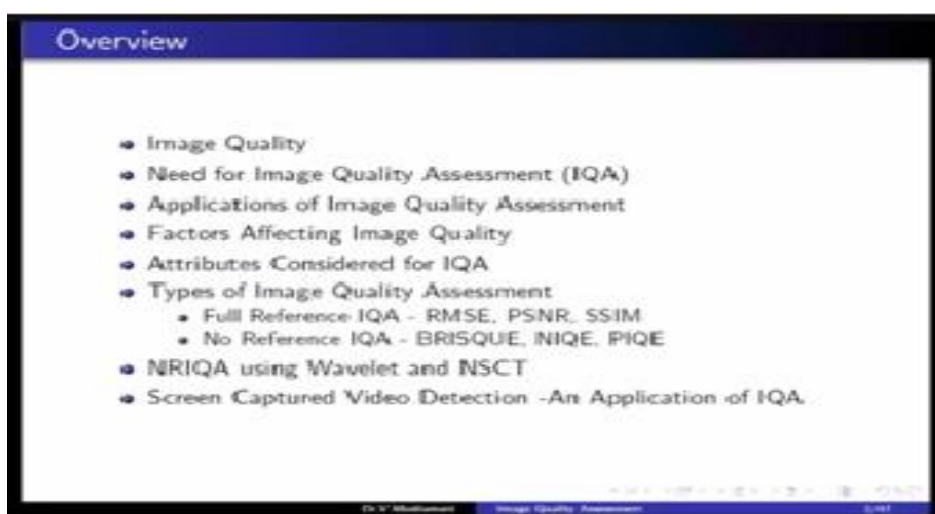 Overview
Image Quality
Need for Image Quality Assessment (IQA)
Applications of Image Quality Assessment
Factors Affecting Image Quality
Attributes Considered for IQA
Types of Image Quality Assessment
Full Reference IQA - RMSE, PSNR, SSIM
No Reference IQA - BRISQUE, NIQE, PIQE
NRIQA using Wavelet and NSCT
Screen Captured Video Detection -An Application of IQA
Image Quality Assessment